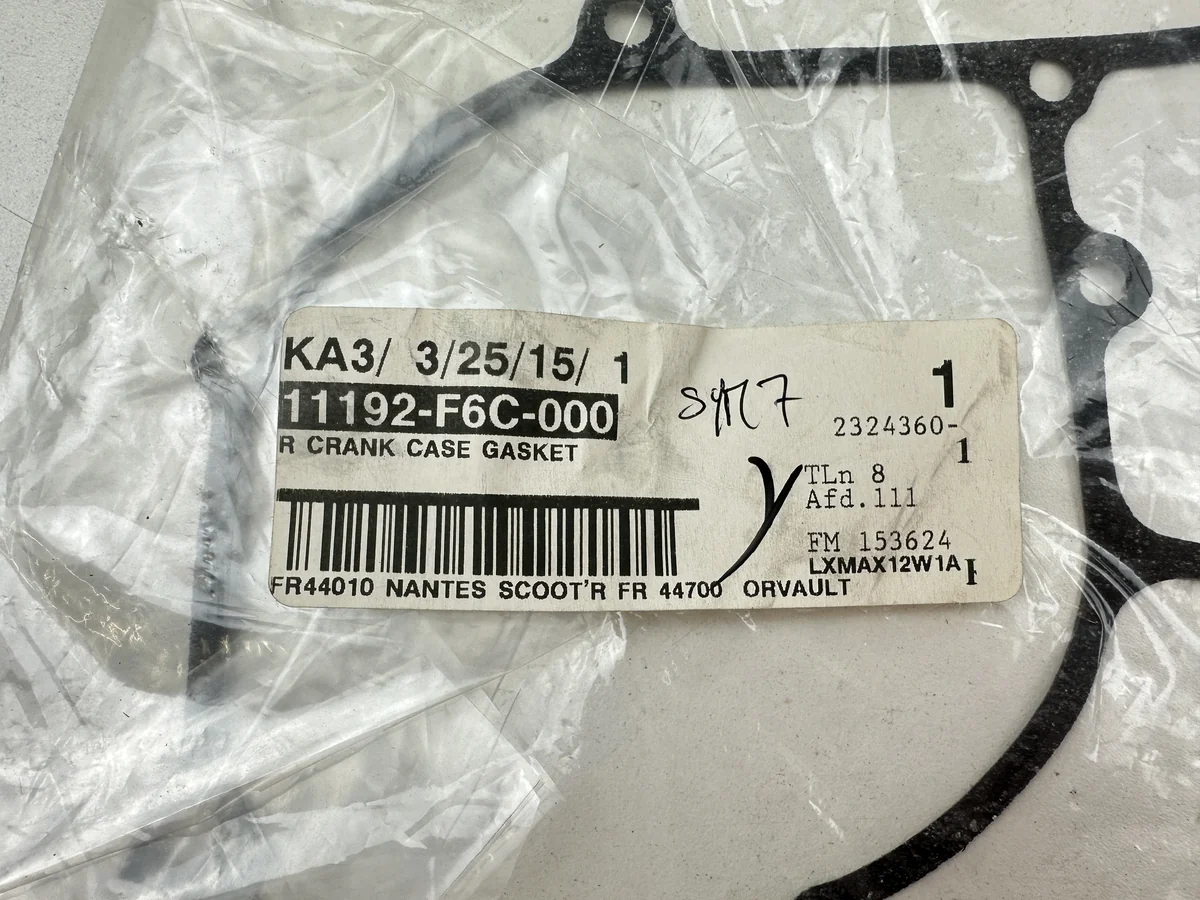 KA3/ 3/25/15/ 1
11192-F6C-000
R CRANK CASE GASKET
1
2324360-
1
TLn 8
Afd.111
FM 153624
LXMAX12W1A
FR44010 NANTES SCOOT'R FR 44700 ORVAULT